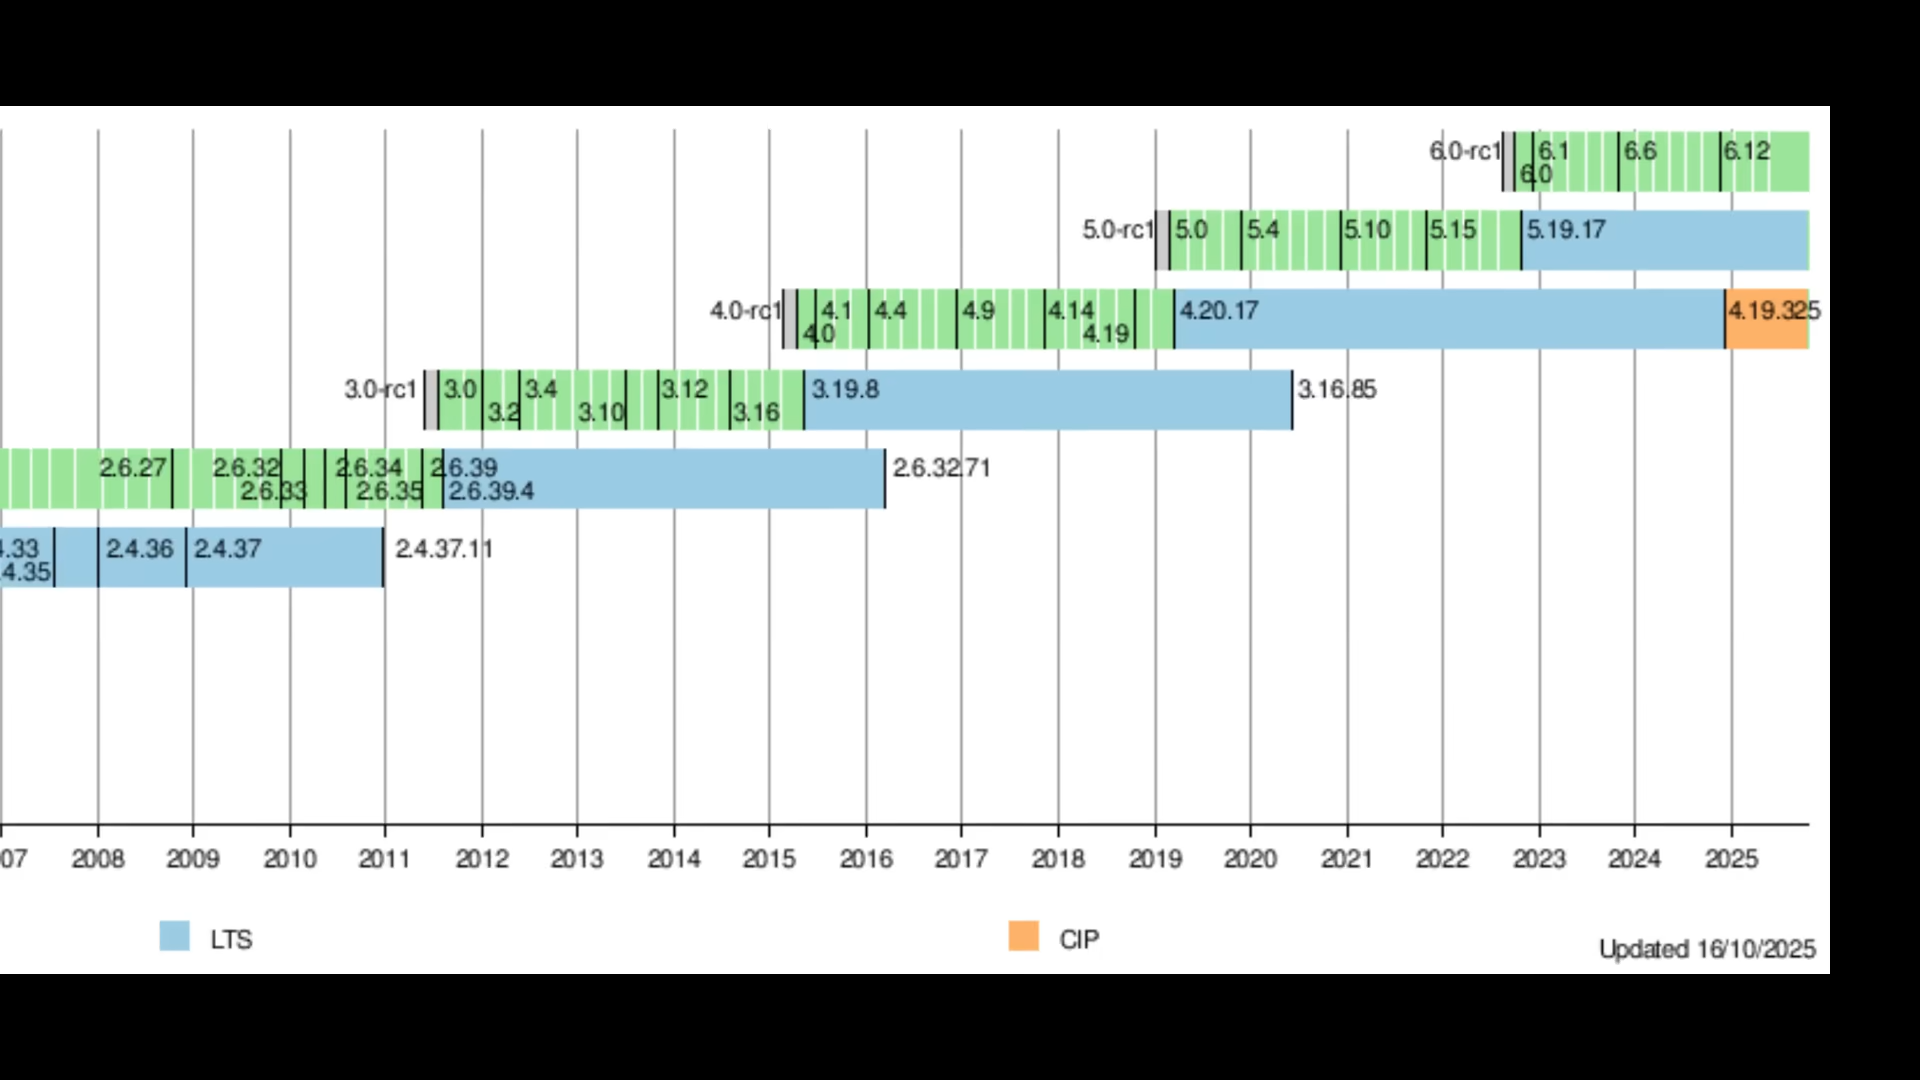 6.0-rc1 6.1 6.6 6.12
6.0
5.0-rc1 5.0 5.4 5.10 5.15 5.19.17
4.0-rc1 4.1 4.4 4.9 4.14 4.20.17 4.19.325
4.0 4.19
3.0-rc1 3.0 3.4 3.12 3.19.8 3.16.85
3.2 3.10 3.16
2.6.27 2.6.32 2.6.34 2.6.39 2.6.32.71
2.6.33 2.6.35 2.6.39.4
4.33 2.4.36 2.4.37 2.4.37.11
.4.35
07 2008 2009 2010 2011 2012 2013 2014 2015 2016 2017 2018 2019 2020 2021 2022 2023 2024 2025
LTS CIP
Updated 16/10/2025